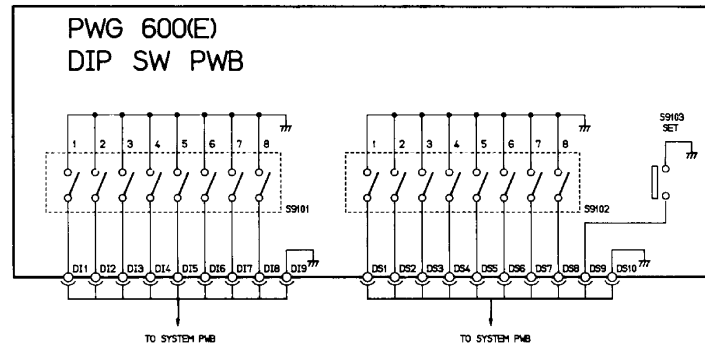 PWG 600(E)
DIP SW PWB
1 2 3 4 5 6 7 8
S9101
1 2 3 4 5 6 7 8
S9102
S9103
SET
DI1 DI2 DI3 DI4 DI5 DI6 DI7 DI8 DI9
DS1 DS2 DS3 DS4 DS5 DS6 DS7 DS8 DS9 DS10
TO SYSTEM PWB
TO SYSTEM PWB